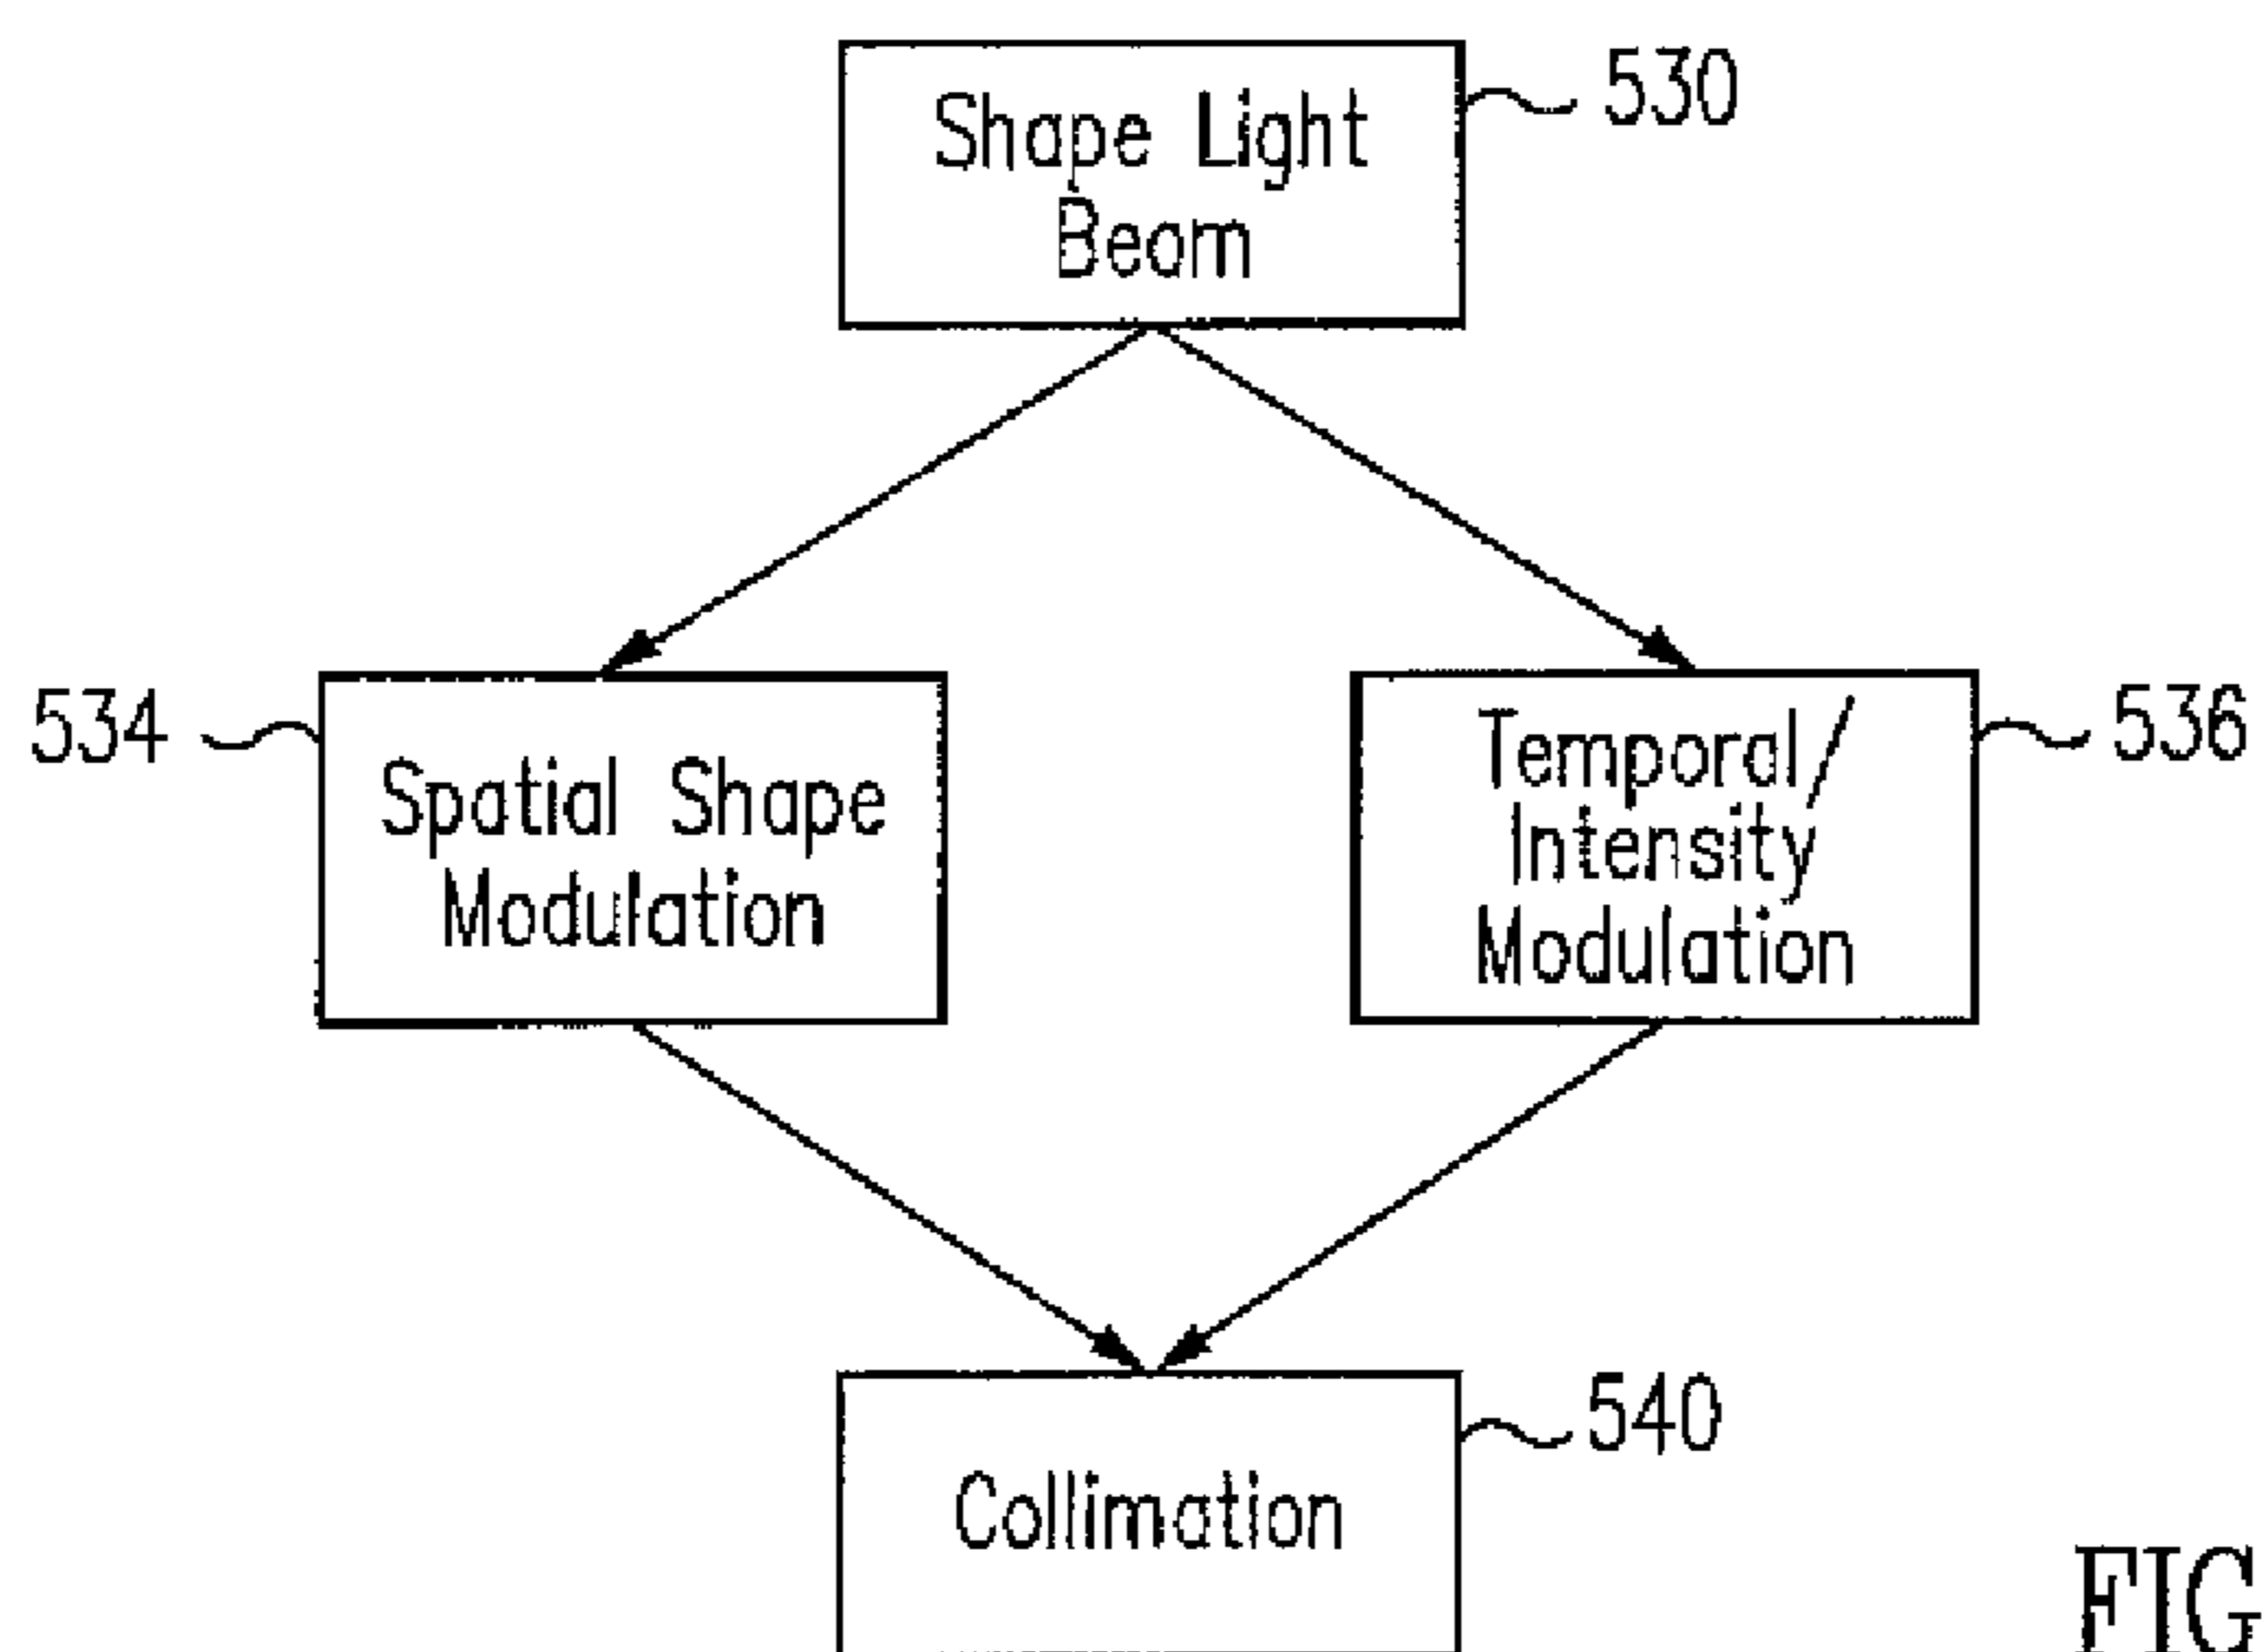 Shape Light
Beam
530
534
Spatial Shape
Modulation
Temporal/
Intensity
Modulation
536
540
Collimation
FIG